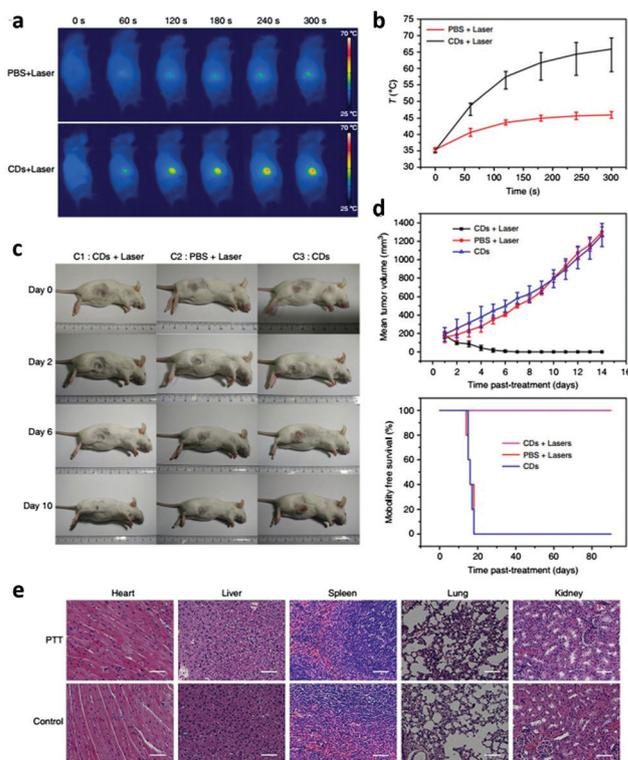 a
0 s 60 s 120 s 180 s 240 s 300 s
PBS+Laser
70 °C
25 °C
CDs+Laser
70 °C
25 °C
b
75
70
65
60
55
50
45
40
35
30
T (°C)
PBS + Laser
CDs + Laser
0 50 100 150 200 250 300
Time (s)
c
C1 : CDs + Laser C2 : PBS + Laser C3 : CDs
Day 0
Day 2
Day 6
Day 10
d
1400
1200
1000
800
600
400
200
0
Mean tumor volume (mm³)
CDs + Laser
PBS + Laser
CDs
0 2 4 6 8 10 12 14 16
Time past-treatment (days)
100
80
60
40
20
0
Mobolity free survival (%)
CDs + Lasers
PBS + Lasers
CDs
0 20 40 60 80
Time past-treatment (days)
e
Heart Liver Spleen Lung Kidney
PTT
Control